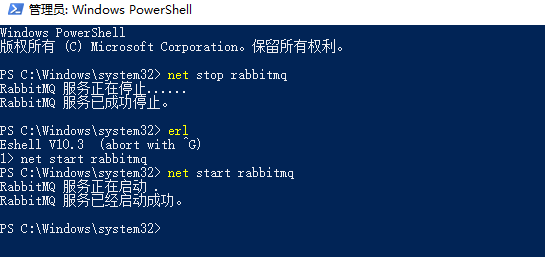 管理员: Windows PowerShell
Windows PowerShell
版权所有 (C) Microsoft Corporation。保留所有权利。
PS C:\Windows\system32> net stop rabbitmq
RabbitMQ 服务正在停止......
RabbitMQ 服务已成功停止。
PS C:\Windows\system32> erl
Eshell V10.3  (abort with ^G)
1> net start rabbitmq
PS C:\Windows\system32> net start rabbitmq
RabbitMQ 服务正在启动 .
RabbitMQ 服务已经启动成功。
PS C:\Windows\system32>